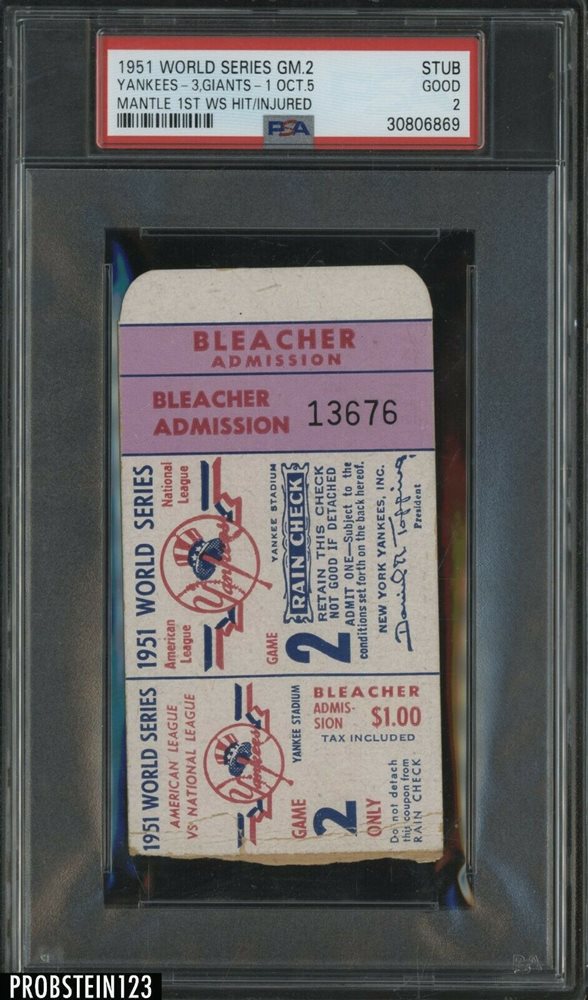 1951 WORLD SERIES GM.2 STUB
YANKEES - 3,GIANTS - 1 OCT.5 GOOD
MANTLE 1ST WS HIT/INJURED 2
PSA 30806869
BLEACHER
ADMISSION
BLEACHER
ADMISSION 13676
1951 WORLD SERIES
American League
National League
Yankees
GAME
2
YANKEE STADIUM
RAIN CHECK
RETAIN THIS CHECK
NOT GOOD IF DETACHED
ADMIT ONE—Subject to the
conditions set forth on the back hereof.
NEW YORK YANKEES, INC.
Daniel R Topping
President
1951 WORLD SERIES
AMERICAN LEAGUE
VS NATIONAL LEAGUE
Yankees
YANKEE STADIUM
GAME
2
ONLY
BLEACHER
ADMIS-
SION $1.00
TAX INCLUDED
Do not detach
this coupon from
RAIN CHECK
PSA
PROBSTEIN123